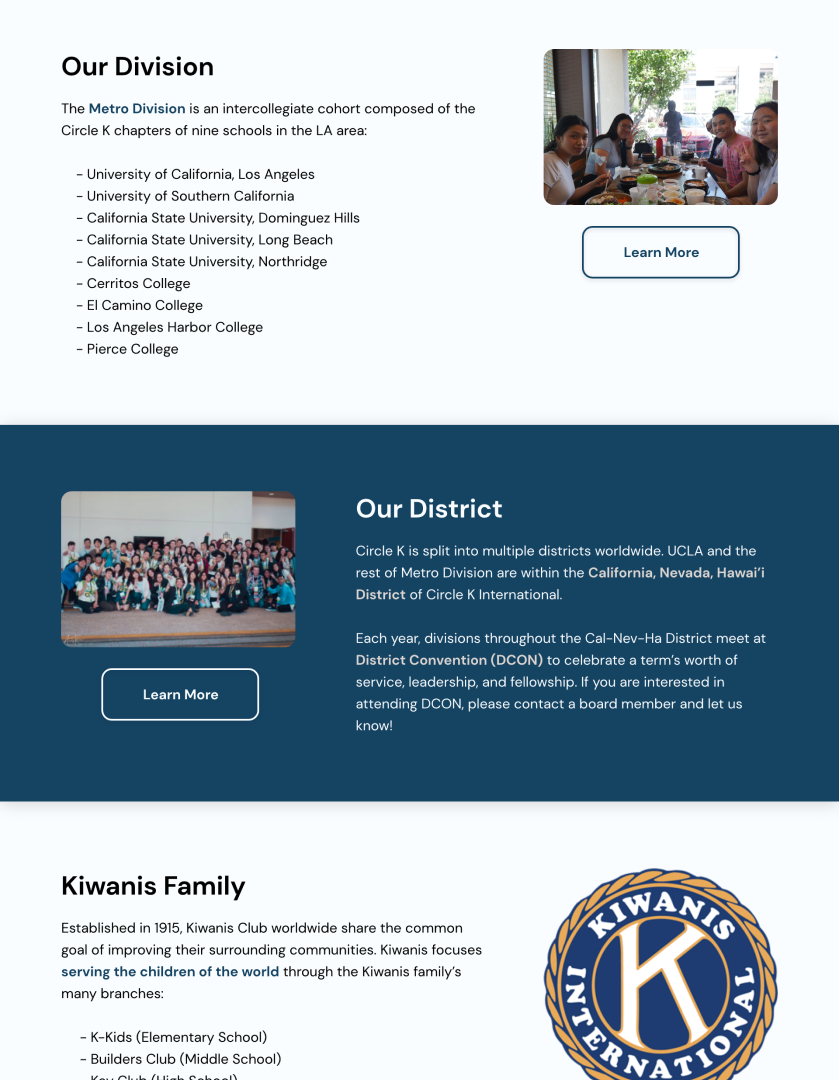 Our Division
The Metro Division is an intercollegiate cohort composed of the
Circle K chapters of nine schools in the LA area:
- University of California, Los Angeles
- University of Southern California
- California State University, Dominguez Hills
- California State University, Long Beach
- California State University, Northridge
- Cerritos College
- El Camino College
- Los Angeles Harbor College
- Pierce College
Learn More
Our District
Circle K is split into multiple districts worldwide. UCLA and the
rest of Metro Division are within the California, Nevada, Hawai’i
District of Circle K International.
Each year, divisions throughout the Cal-Nev-Ha District meet at
District Convention (DCON) to celebrate a term’s worth of
service, leadership, and fellowship. If you are interested in
attending DCON, please contact a board member and let us
know!
Learn More
Kiwanis Family
Established in 1915, Kiwanis Club worldwide share the common
goal of improving their surrounding communities. Kiwanis focuses
serving the children of the world through the Kiwanis family’s
many branches:
- K-Kids (Elementary School)
- Builders Club (Middle School)
- Key Club (High School)
KIWANIS
K
INTERNATIONAL